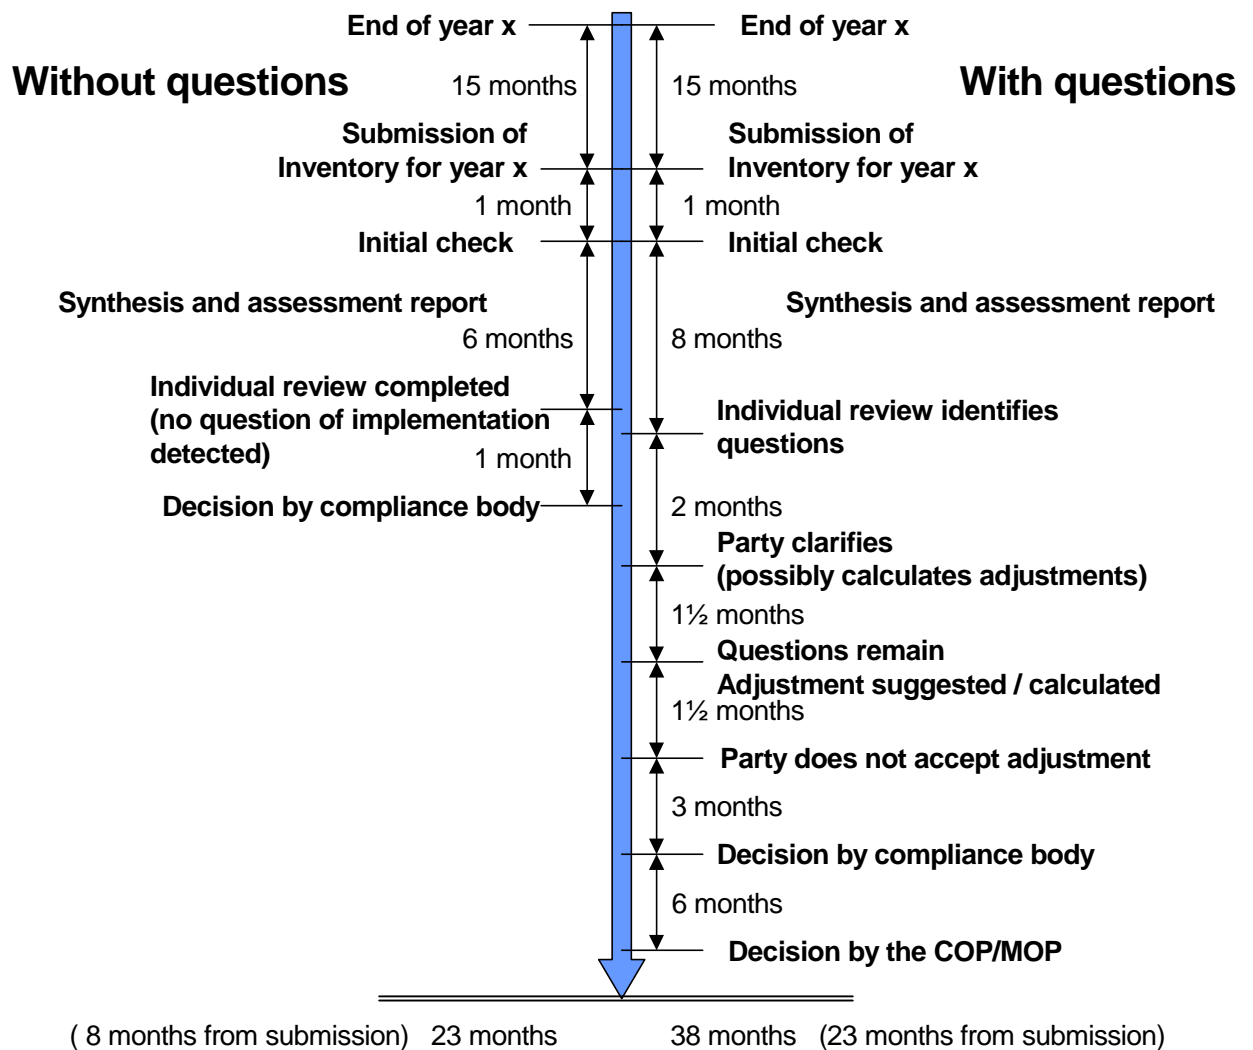 End of year x
End of year x
Without questions
With questions
15 months
15 months
Submission of
Inventory for year x
Submission of
Inventory for year x
1 month
1 month
Initial check
Initial check
Synthesis and assessment report
Synthesis and assessment report
6 months
8 months
Individual review completed
(no question of implementation
detected)
Individual review identifies
questions
1 month
Decision by compliance body
2 months
Party clarifies
(possibly calculates adjustments)
1½ months
Questions remain
Adjustment suggested / calculated
1½ months
Party does not accept adjustment
3 months
Decision by compliance body
6 months
Decision by the COP/MOP
( 8 months from submission) 23 months
38 months (23 months from submission)